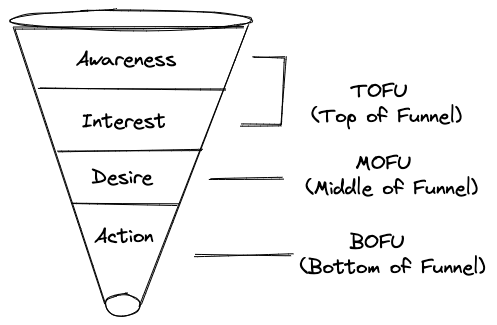 Awareness
Interest
TOFU
(Top of Funnel)
Desire
MOFU
(Middle of Funnel)
Action
BOFU
(Bottom of Funnel)